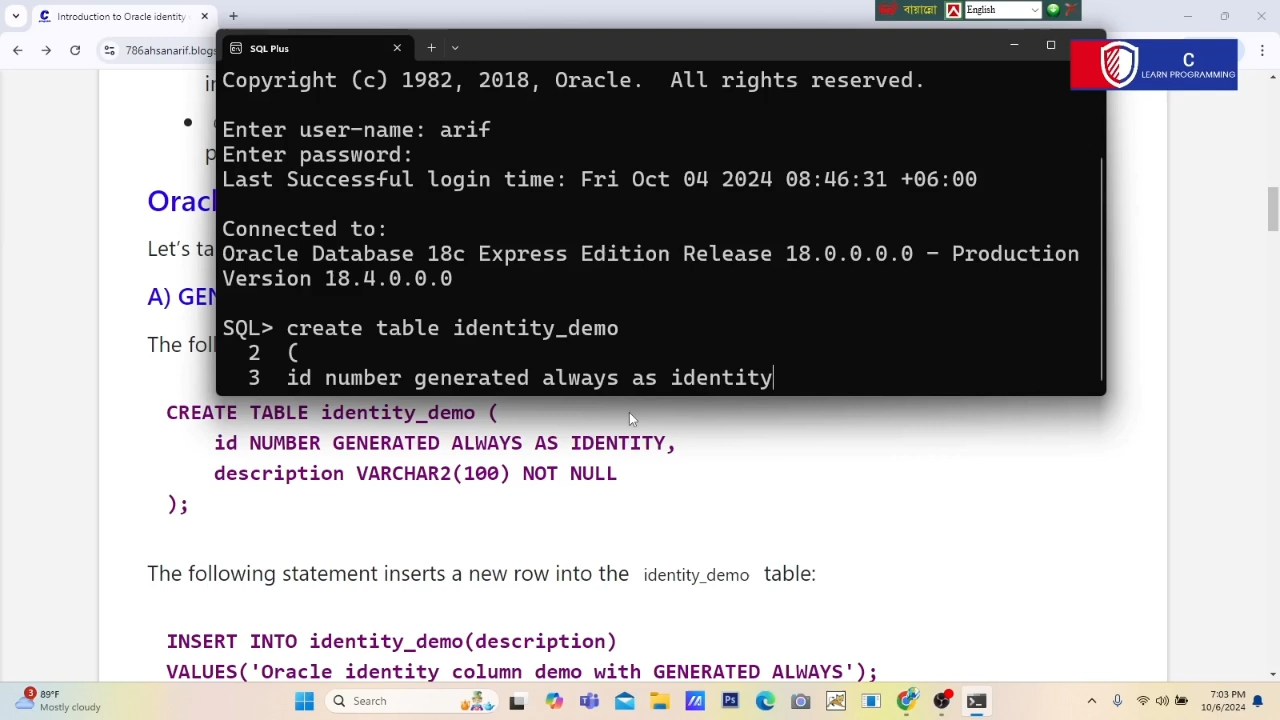 Introduction to Oracle identity
বায়ান্নো
English
786ahsanarif.blogs
C
LEARN PROGRAMMING
SQL Plus
Copyright (c) 1982, 2018, Oracle.  All rights reserved.
Enter user-name: arif
Enter password:
Last Successful login time: Fri Oct 04 2024 08:46:31 +06:00
Connected to:
Oracle Database 18c Express Edition Release 18.0.0.0.0 - Production
Version 18.4.0.0.0
SQL> create table identity_demo
2  (
3  id number generated always as identity
Let's ta
A) GEN
The foll
CREATE TABLE identity_demo (
id NUMBER GENERATED ALWAYS AS IDENTITY,
description VARCHAR2(100) NOT NULL
);
The following statement inserts a new row into the identity_demo table:
INSERT INTO identity_demo(description)
VALUES('Oracle identity column demo with GENERATED ALWAYS');
3
89°F
Mostly cloudy
Search
7:03 PM
10/6/2024